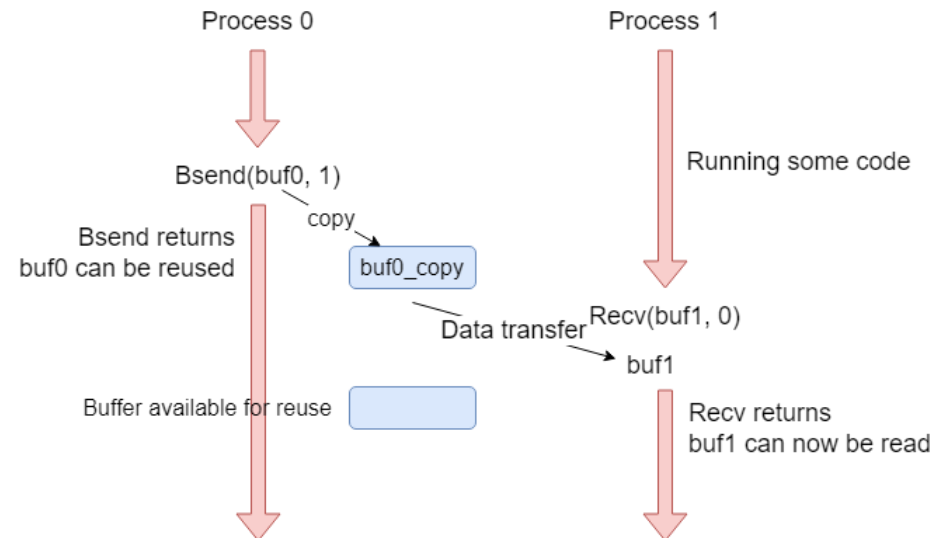 Process 0
Process 1
Running some code
Bsend(buf0, 1)
copy
Bsend returns
buf0 can be reused
buf0_copy
Recv(buf1, 0)
Data transfer
buf1
Buffer available for reuse
Recv returns
buf1 can now be read